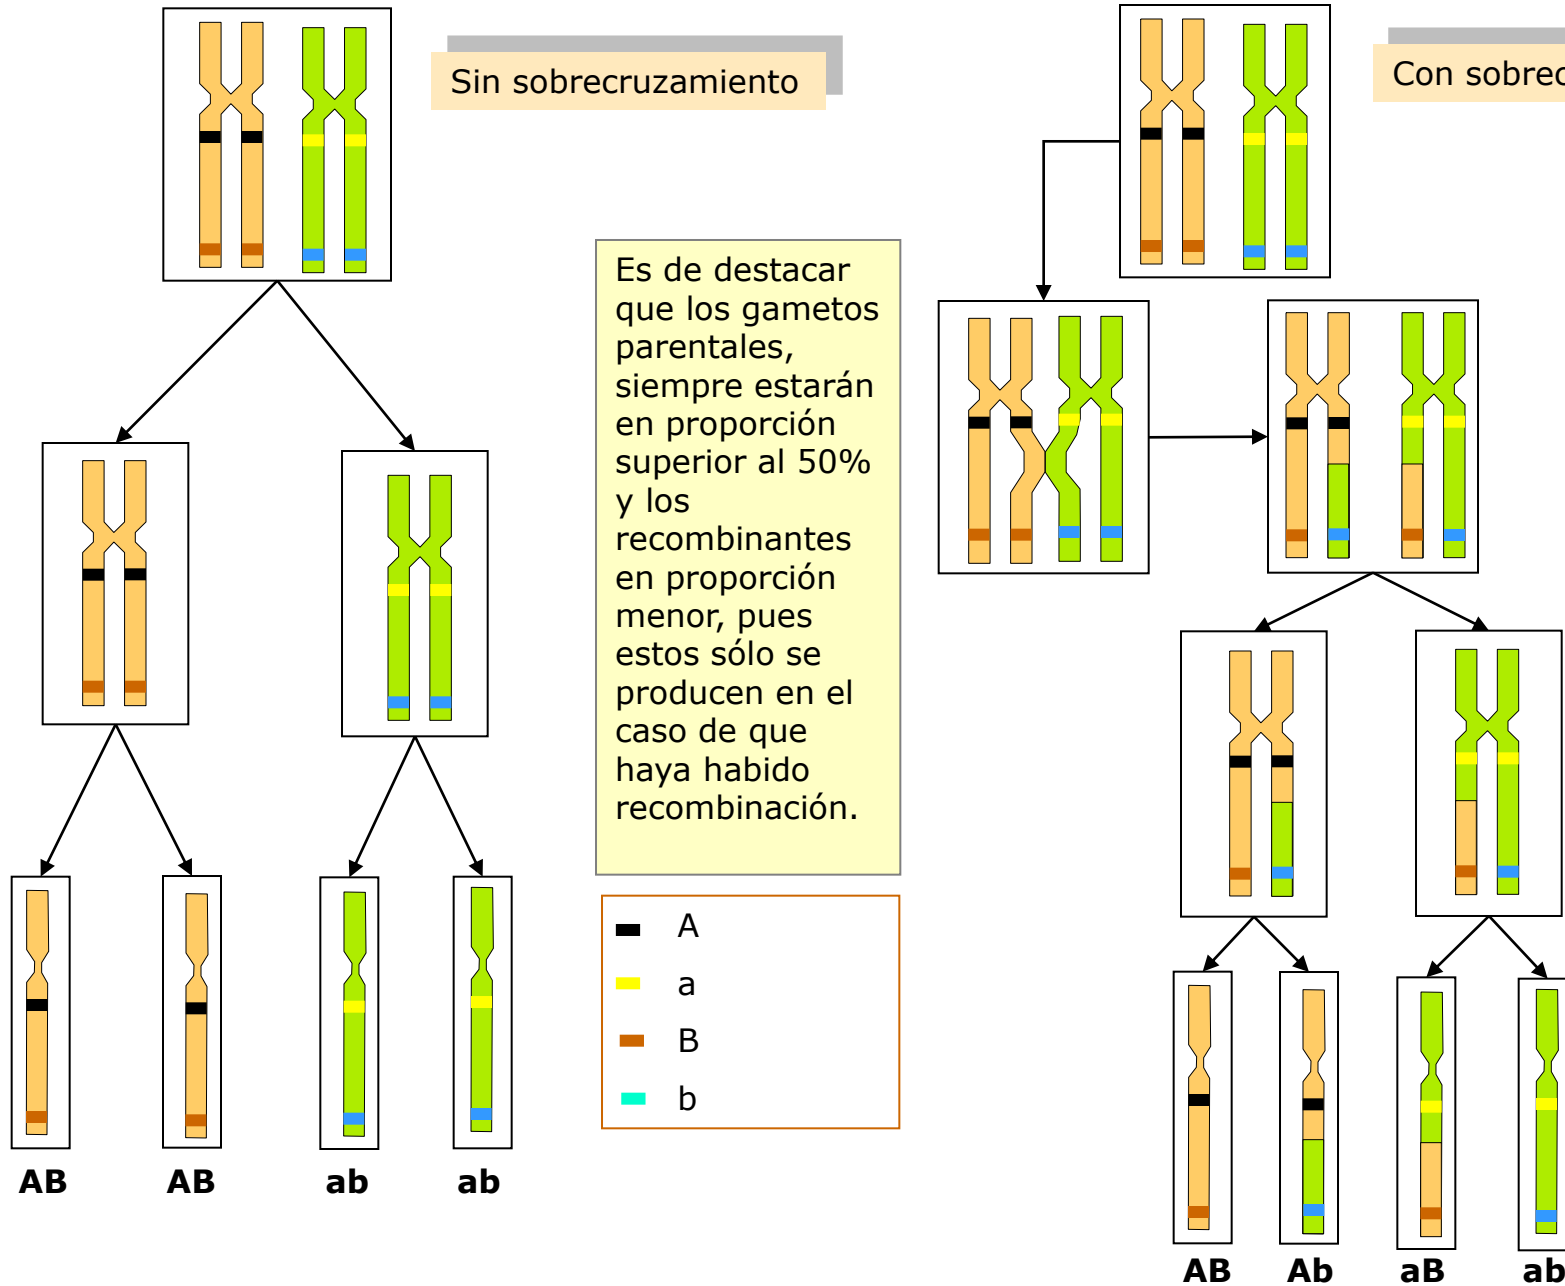 Sin sobrecruzamiento
Con sobrec
Es de destacar
que los gametos
parentales,
siempre estarán
en proporción
superior al 50%
y los
recombinantes
en proporción
menor, pues
estos sólo se
producen en el
caso de que
haya habido
recombinación.
A
a
B
b
AB AB ab ab
AB Ab aB ab